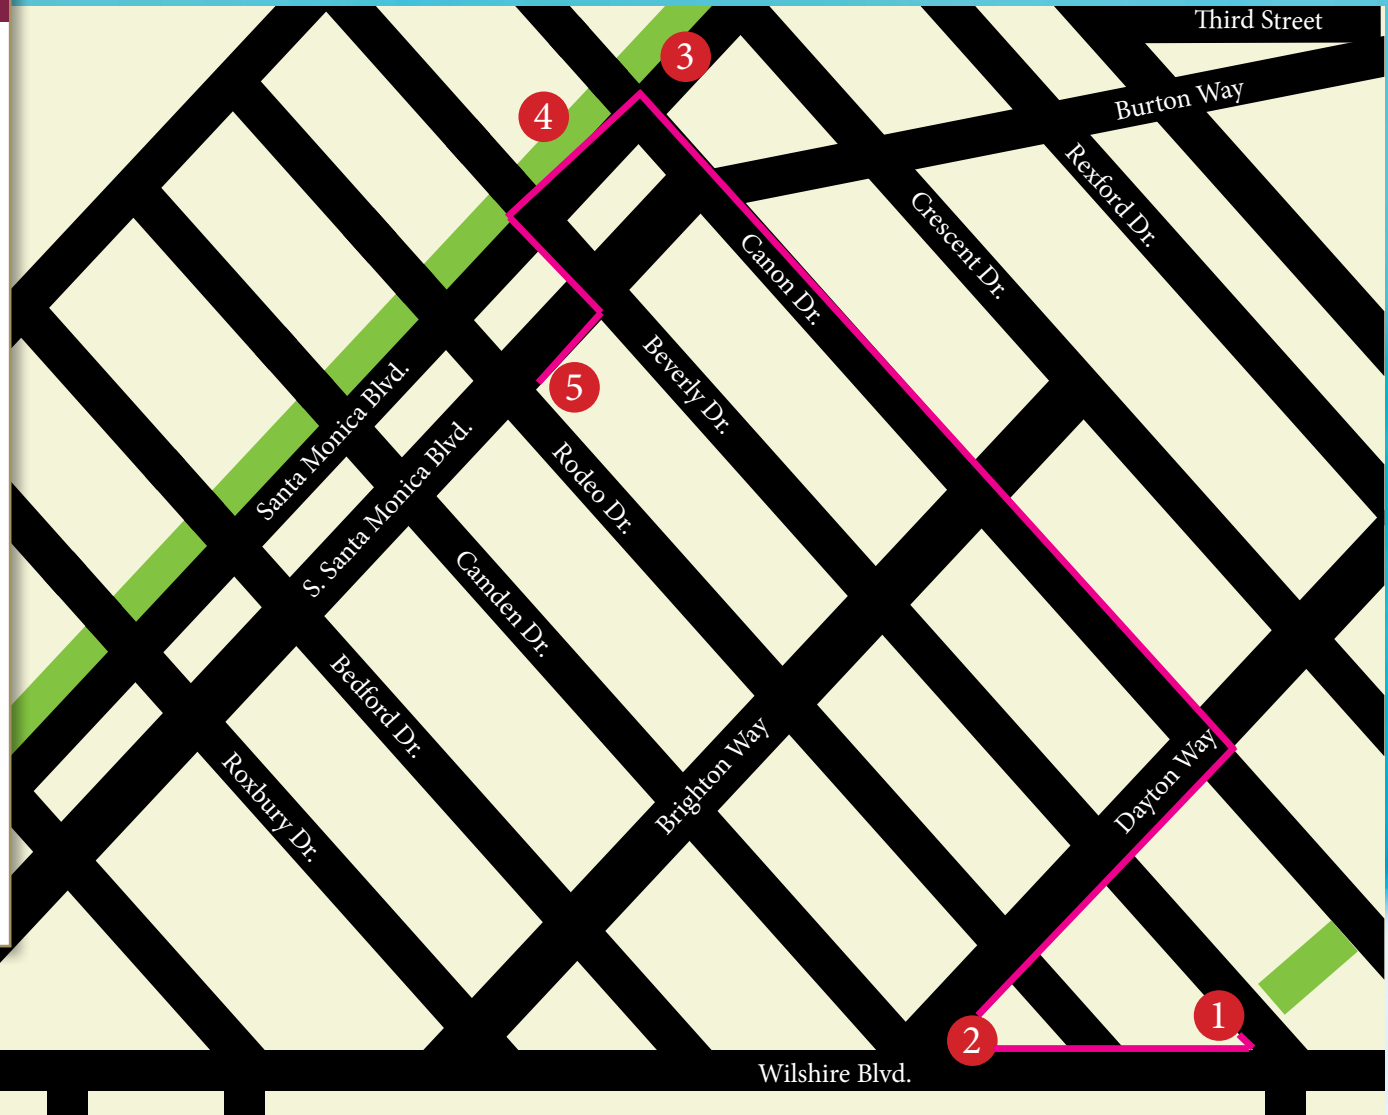 Third Street
3
Burton Way
4
Rexford Dr.
Crescent Dr.
Canon Dr.
Beverly Dr.
5
Santa Monica Blvd.
S. Santa Monica Blvd.
Rodeo Dr.
Camden Dr.
Bedford Dr.
Brighton Way
Dayton Way
Roxbury Dr.
1
2
Wilshire Blvd.